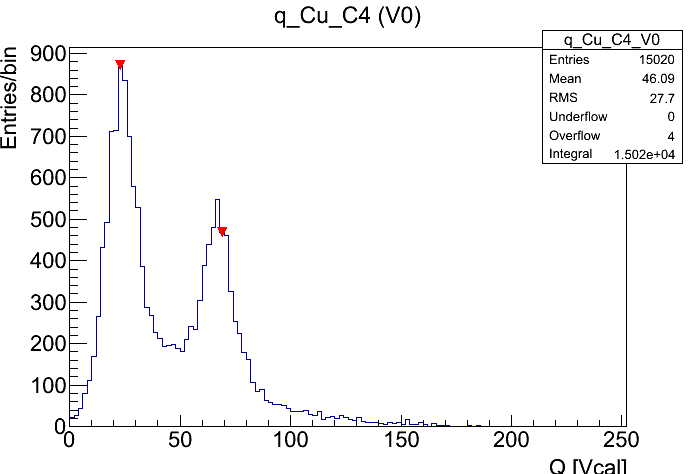 q_Cu_C4 (V0)
q_Cu_C4_V0
Entries 15020
Mean 46.09
RMS 27.7
Underflow 0
Overflow 4
Integral 1.502e+04
Entries/bin
900
800
700
600
500
400
300
200
100
0
0 50 100 150 200 250
Q [Vcal]